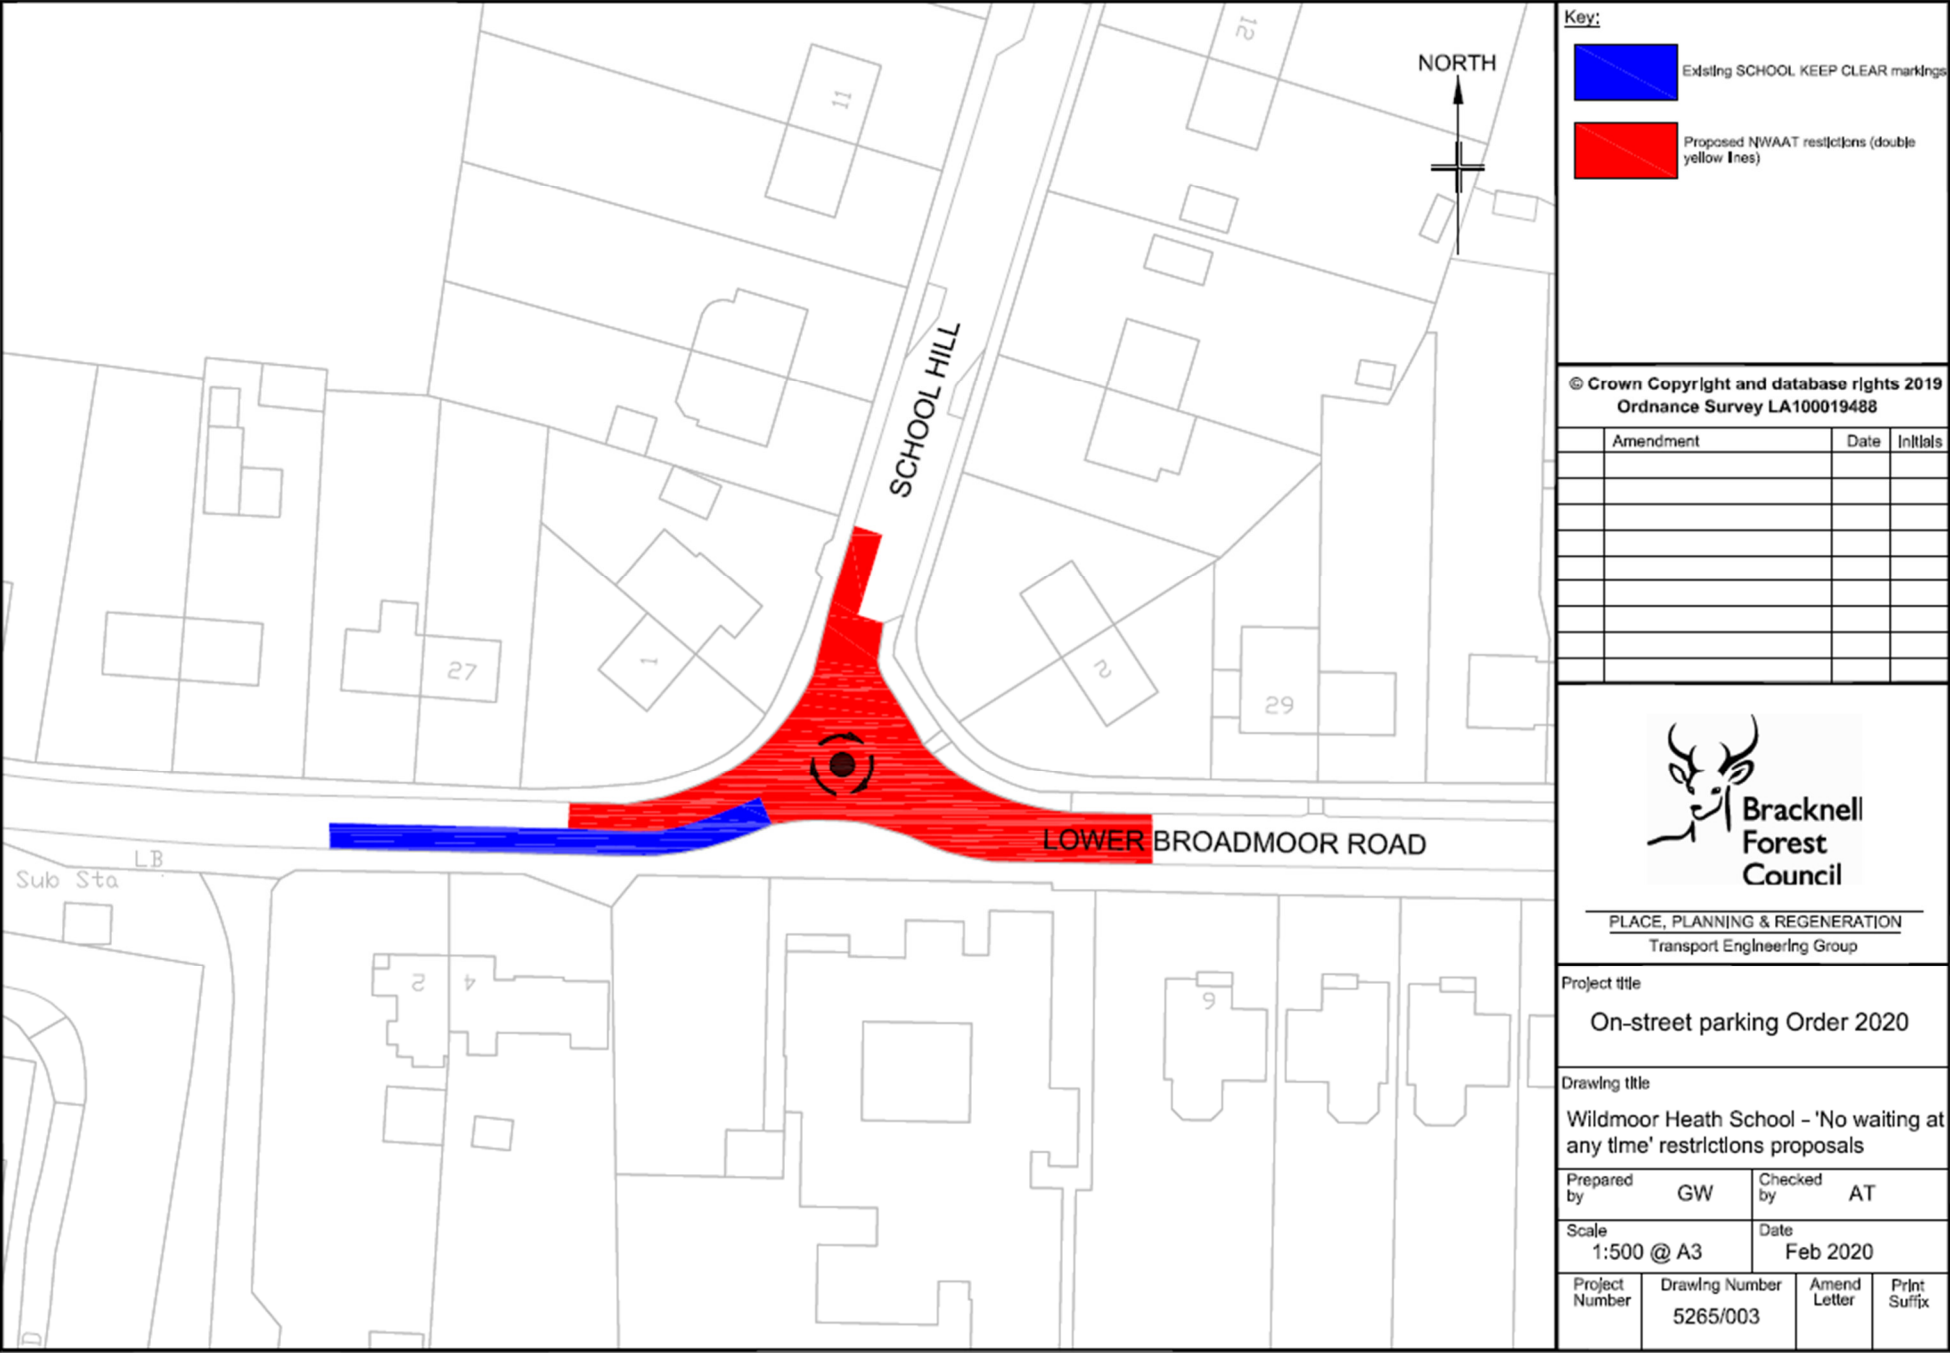 12
11
NORTH
SCHOOL HILL
27
1
2
29
LOWER BROADMOOR ROAD
LB
Sub Sta
2
4
9
D
Key:
Existing SCHOOL KEEP CLEAR markings
Proposed NWAAT restictions (double
yellow lines)
© Crown Copyright and database rights 2019
Ordnance Survey LA100019488
Amendment Date Initials
Bracknell
Forest
Council
PLACE, PLANNING & REGENERATION
Transport Engineering Group
Project title
On-street parking Order 2020
Drawing title
Wildmoor Heath School - 'No waiting at
any time' restrictions proposals
Prepared
by
GW
Checked
by
AT
Scale
1:500 @ A3
Date
Feb 2020
Project
Number
Drawing Number
5265/003
Amend
Letter
Print
Suffix